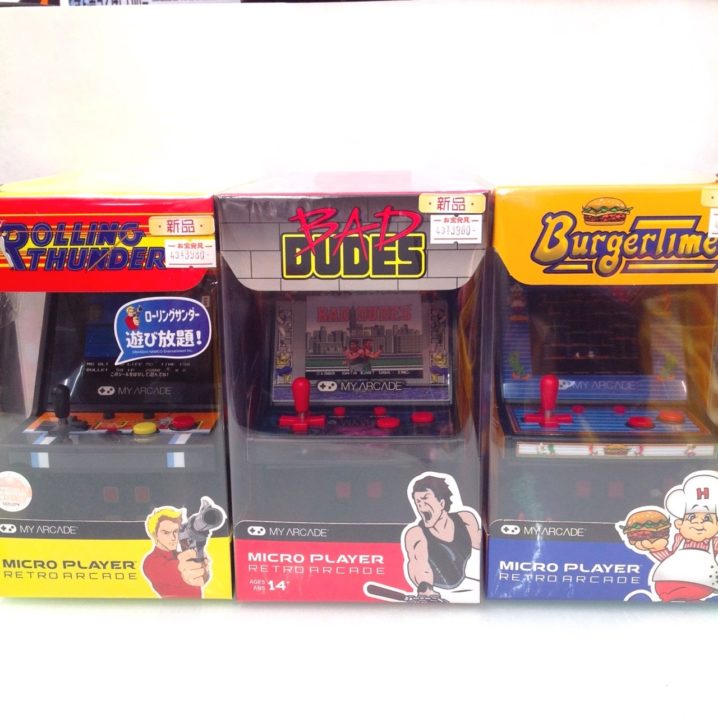 ROLLING
THUNDER
新品
お宝発見
ローリングサンダー
遊び放題!
MY ARCADE
MY ARCADE
MICRO PLAYER
RETRO ARCADE
BAD
DUDES
新品
お宝発見
BAD DUDES
MY ARCADE
MY ARCADE
MICRO PLAYER
RETRO ARCADE
AGES
ANS 14+
BurgerTime
MY ARCADE
MY ARCADE
MICRO PLAYER
RETRO ARCADE
H